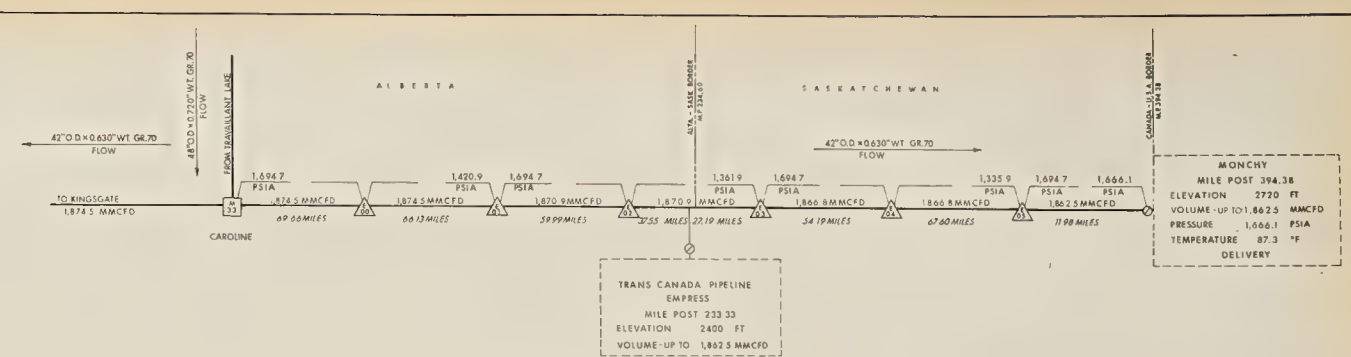 ALBERTA
SASKATCHEWAN
48" O.D. x 0.720" WT. GR. 70
FLOW
FROM TRAVAILLANT LAKE
ALTA - SASK BORDER
CANADA - U.S.A. BORDER
M.P. 394.38
42" O.D. x 0.630" WT. GR. 70
FLOW
42" O.D. x 0.630" WT. GR. 70
FLOW
1,694 7
PSIA
1,420.9
PSIA
1,694 7
PSIA
1,361 9
PSIA
1,694 7
PSIA
1,335 9
PSIA
1,694 7
PSIA
1,666.1
PSIA
TO KINGSGATE
1,874 5 MMCFD
M
33
CAROLINE
1,874 5 MMCFD
69.66 MILES
E
00
1,874 5 MMCFD
66 13 MILES
1,870 9 MMCFD
59.99 MILES
E
02
1,870 9 MMCFD
37.55 MILES
27.19 MILES
E
03
1,866 8 MMCFD
54 19 MILES
E
04
1866 8 MMCFD
67 60 MILES
E
05
1,862 5 MMCFD
11 98 MILES
MONCHY
MILE POST 394.38
ELEVATION 2720 FT
VOLUME - UP TO 1,862 5 MMCFD
PRESSURE 1,666.1 PSIA
TEMPERATURE 87.3 °F
DELIVERY
TRANS CANADA PIPELINE
EMPRESS
MILE POST 233 33
ELEVATION 2400 FT
VOLUME - UP TO 1,862 5 MMCFD